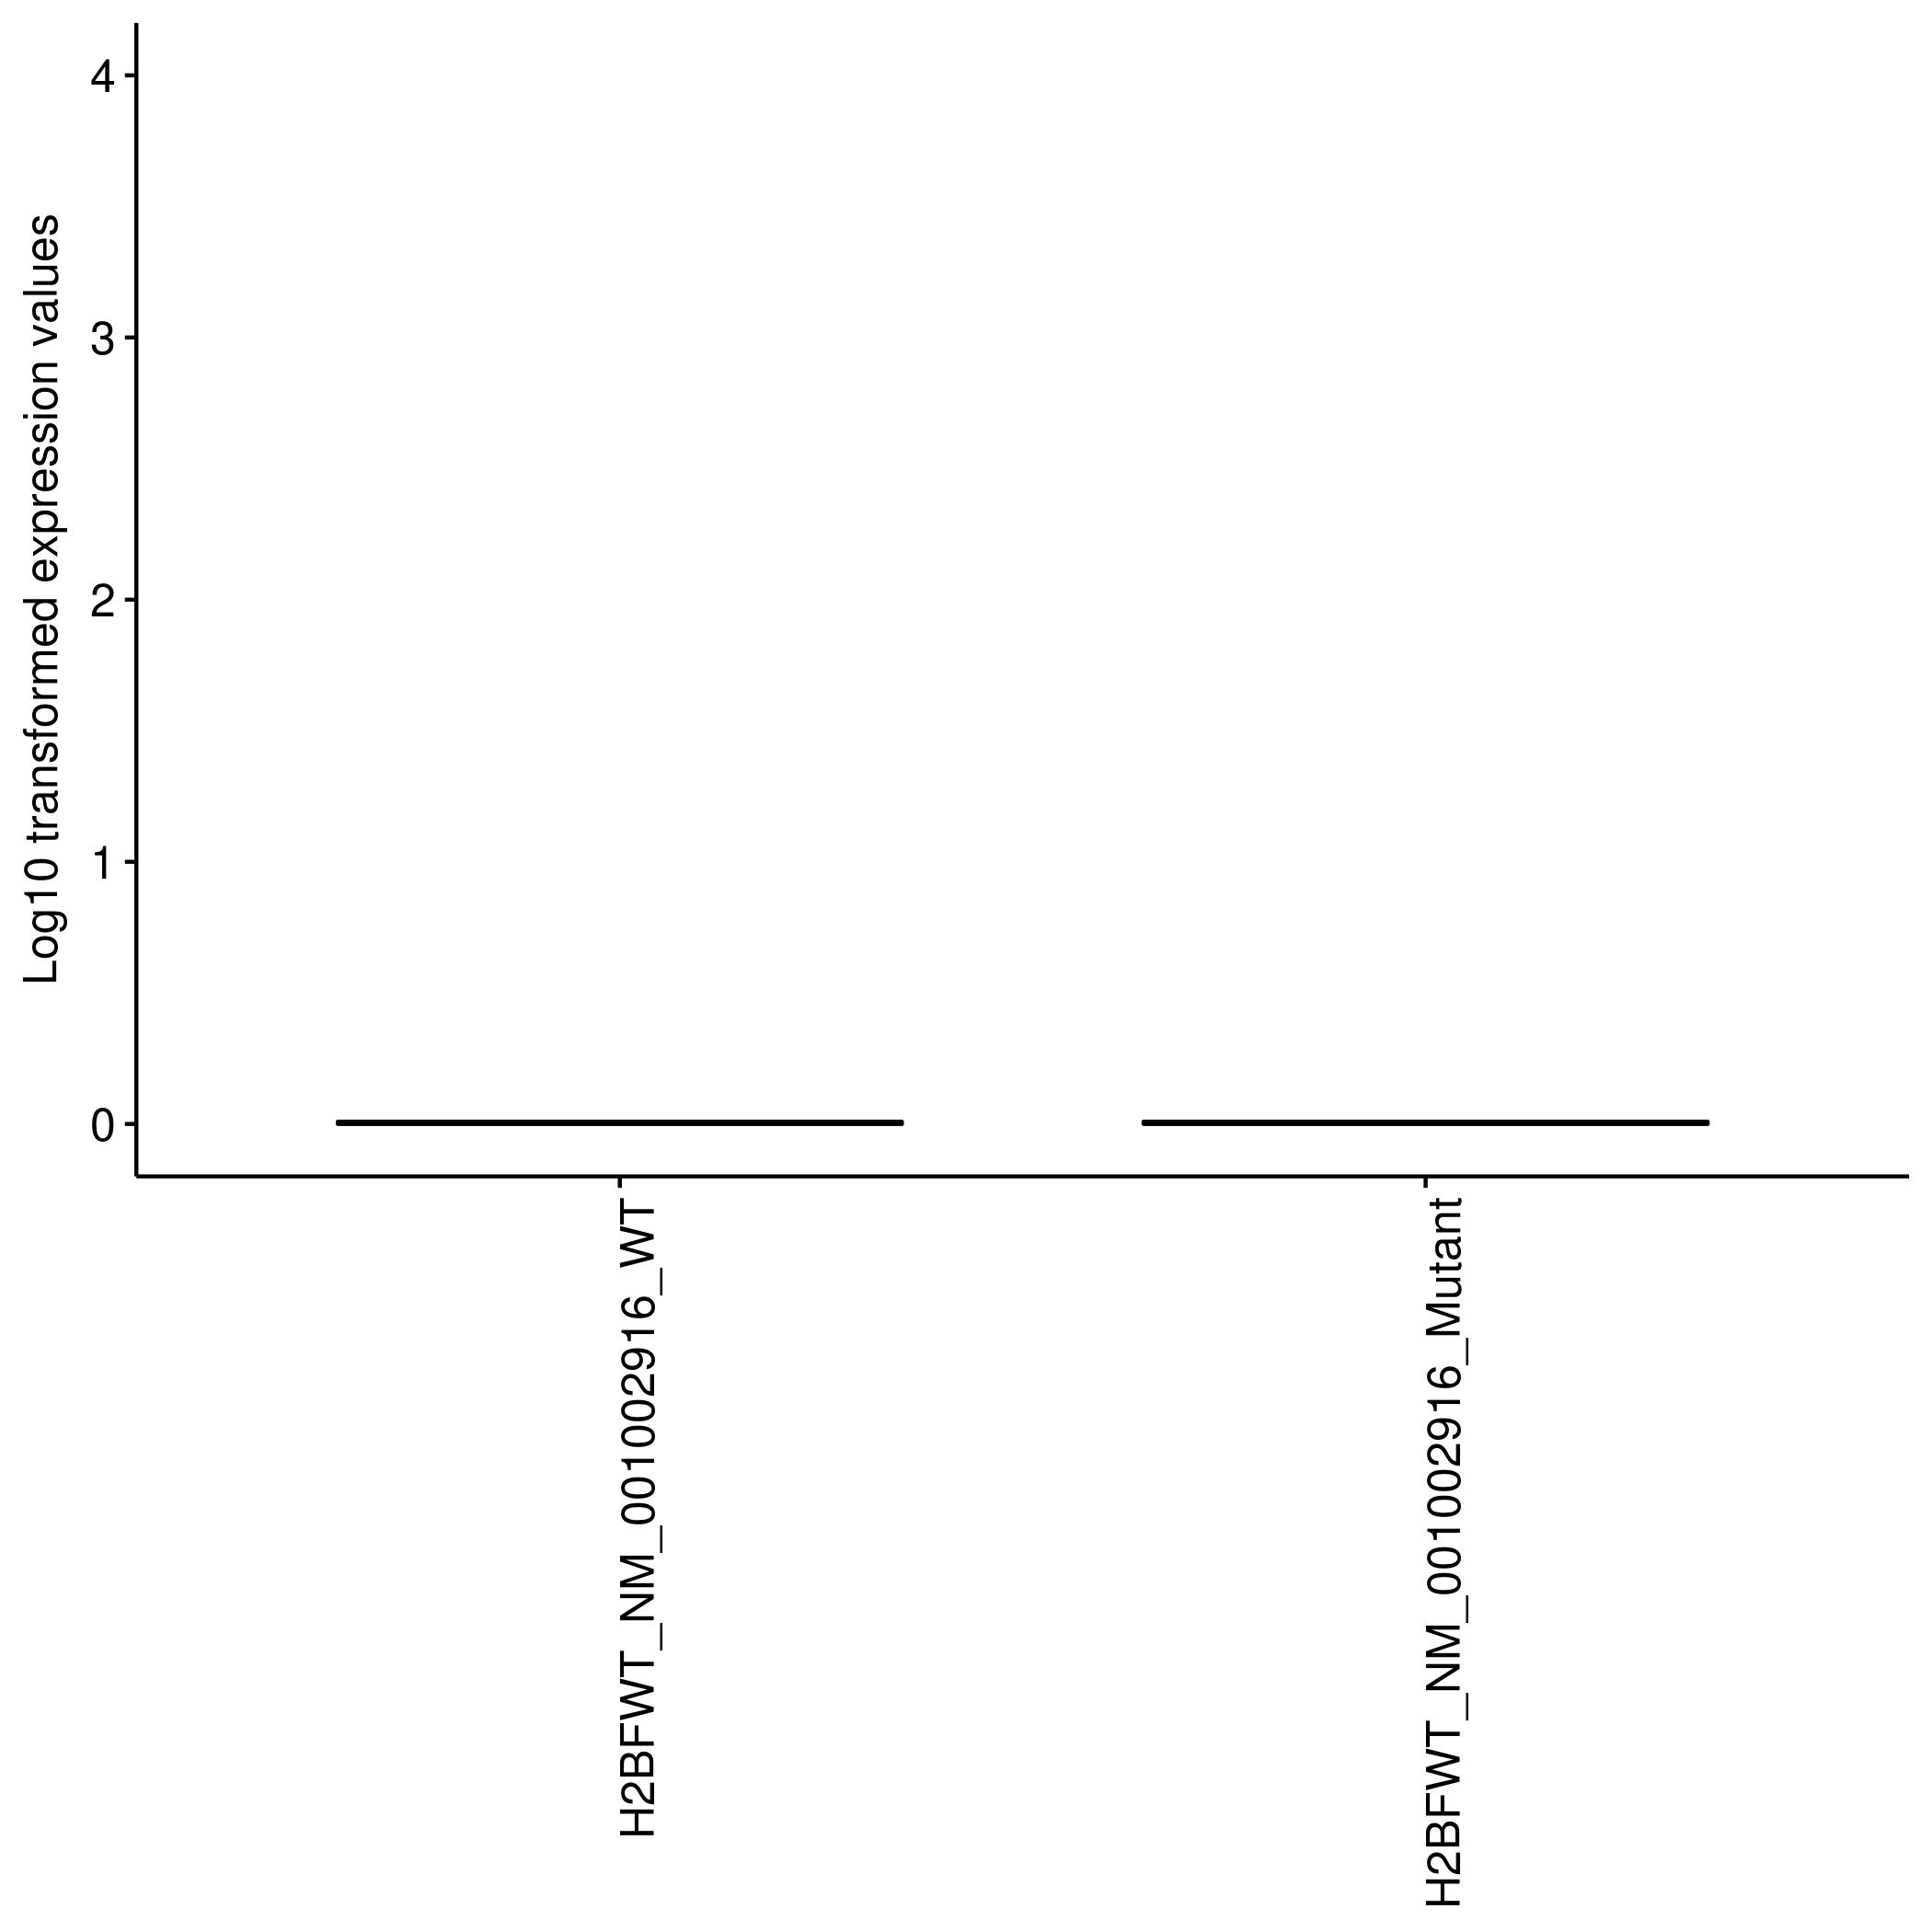 Log10 transformed expression values
4
3
2
1
0
H2BFWT_NM_001002916_WT
H2BFWT_NM_001002916_Mutant